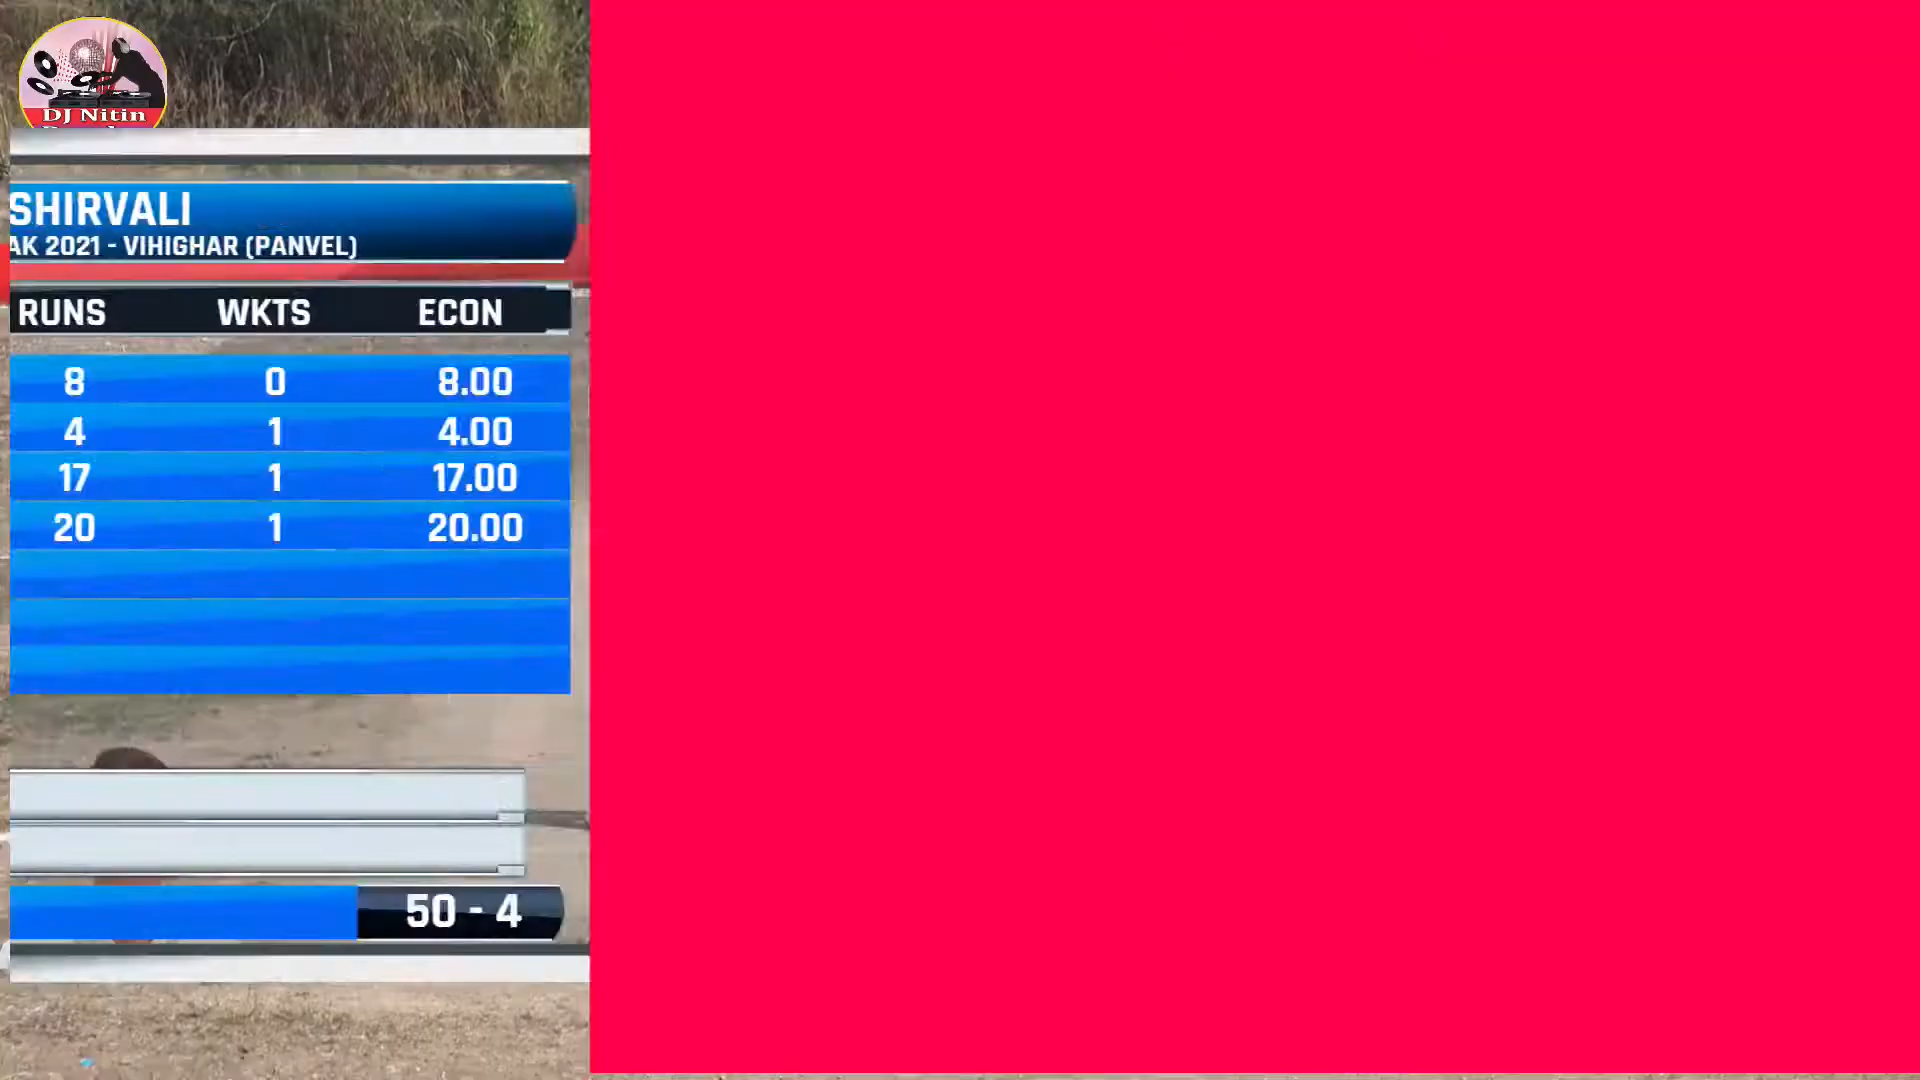 DJ Nitin
SHIRVALI
AK 2021 - VIHIGHAR (PANVEL)
RUNS WKTS ECON
8 0 8.00
4 1 4.00
17 1 17.00
20 1 20.00
50 - 4